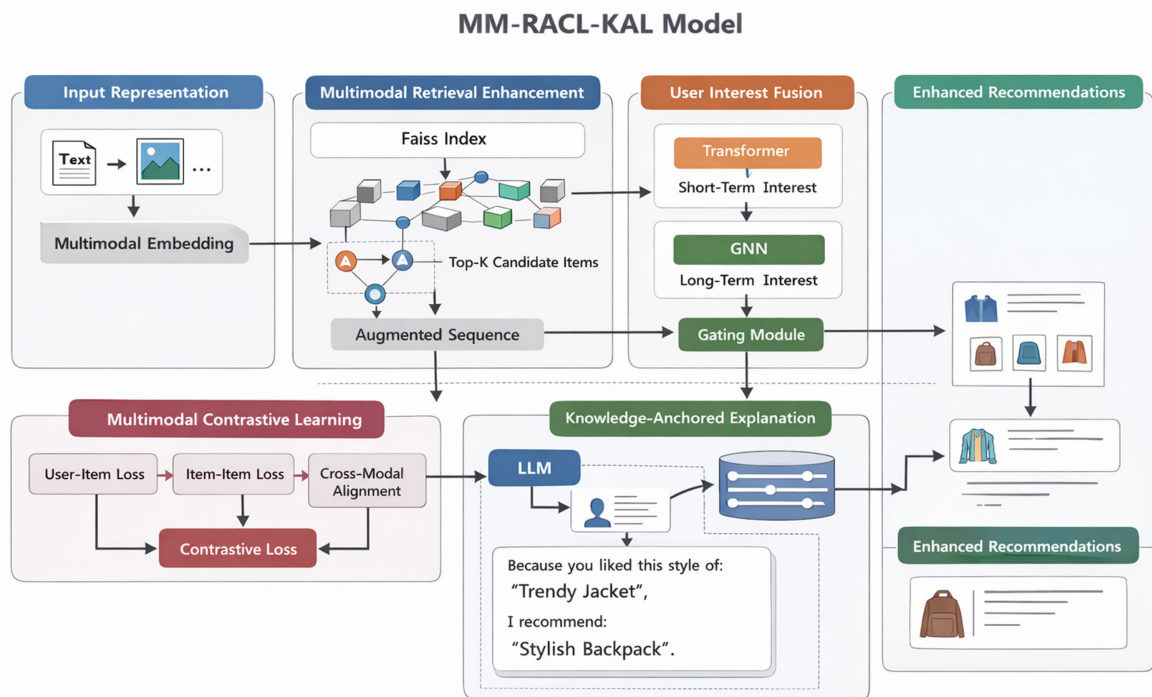 MM-RACL-KAL Model
Input Representation
Text
...
Multimodal Embedding
Multimodal Retrieval Enhancement
Faiss Index
Top-K Candidate Items
Augmented Sequence
User Interest Fusion
Transformer
Short-Term Interest
GNN
Long-Term Interest
Gating Module
Enhanced Recommendations
Multimodal Contrastive Learning
User-Item Loss
Item-Item Loss
Cross-Modal
Alignment
Contrastive Loss
Knowledge-Anchored Explanation
LLM
Because you liked this style of:
“Trendy Jacket”,
I recommend:
“Stylish Backpack”.
Enhanced Recommendations